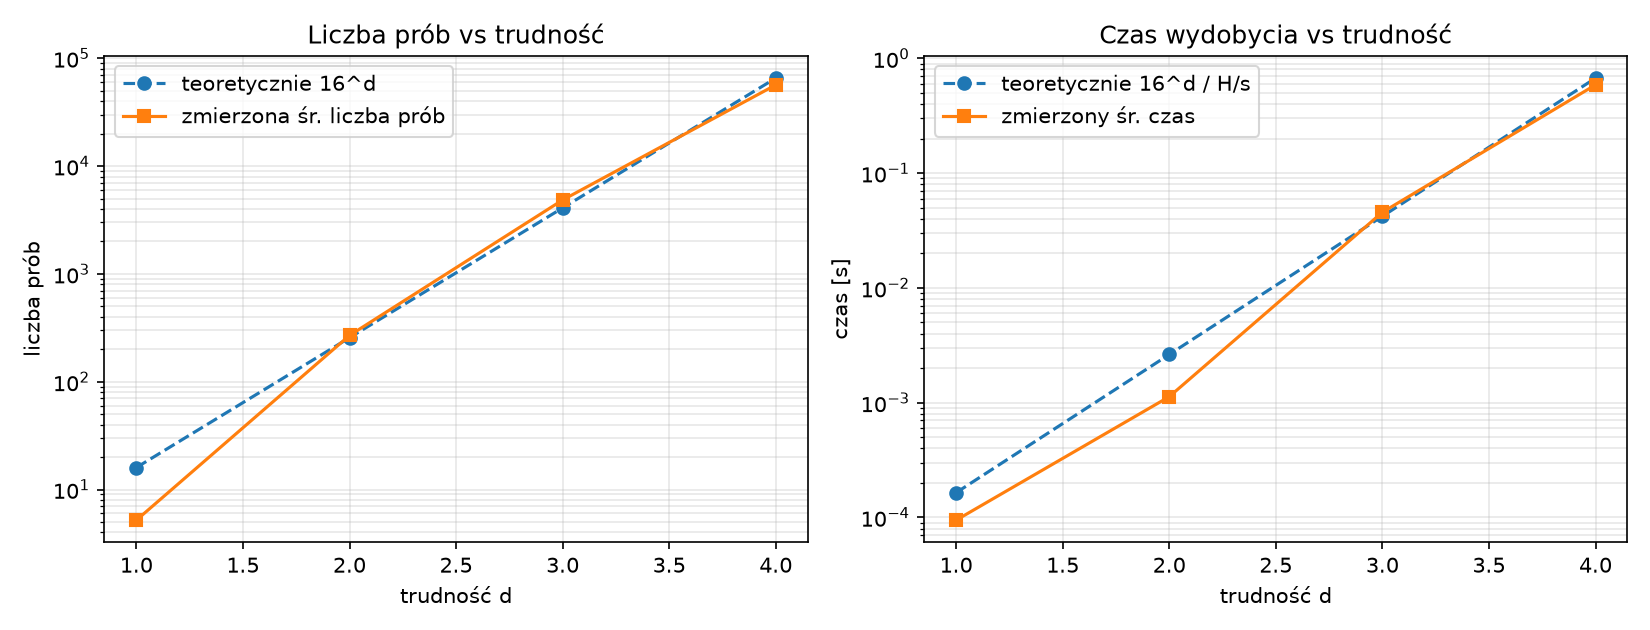 Liczba prób vs trudność
10^5
10^4
10^3
10^2
10^1
liczba prób
teoretycznie 16^d
zmierzona śr. liczba prób
1.0 1.5 2.0 2.5 3.0 3.5 4.0
trudność d
Czas wydobycia vs trudność
10^0
10^−1
10^−2
10^−3
10^−4
czas [s]
teoretycznie 16^d / H/s
zmierzony śr. czas
1.0 1.5 2.0 2.5 3.0 3.5 4.0
trudność d